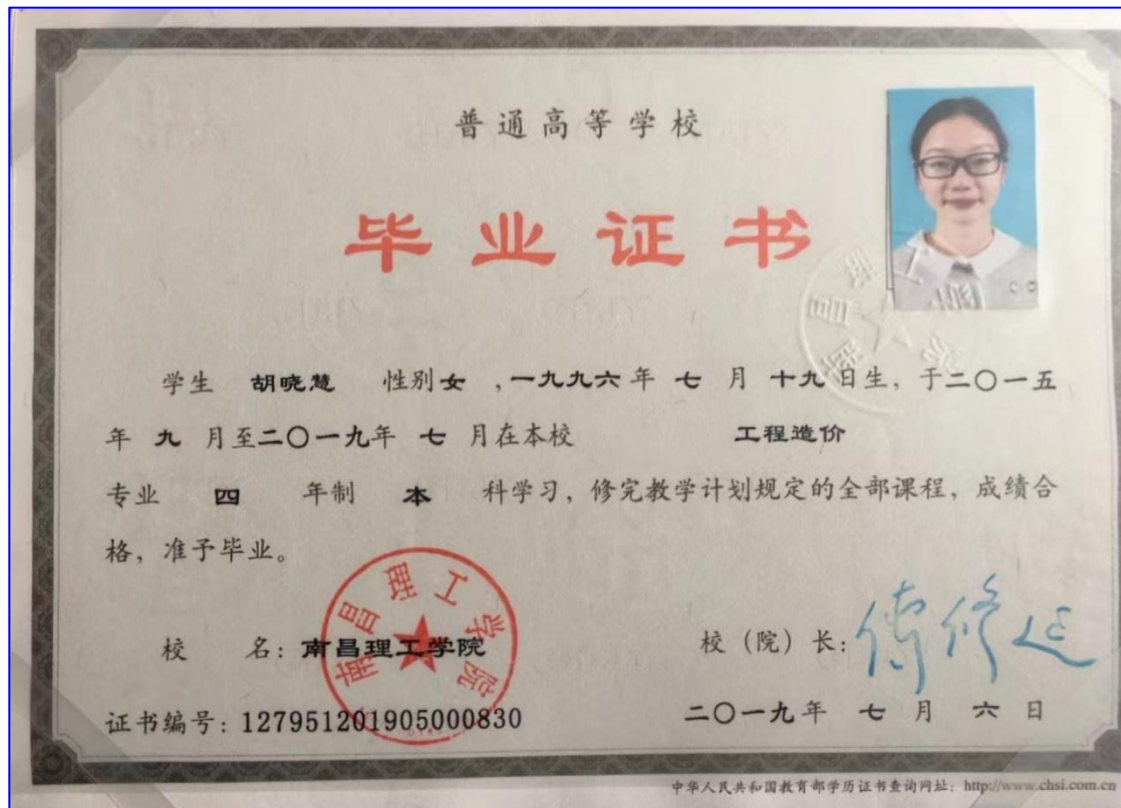 普通高等学校
毕业证书
学生 胡晓慧 性别女 ,一九九六年 七 月 十九日生, 于二〇一五
年 九 月至二〇一九年 七 月在本校 工程造价
专业 四 年制 本 科学习, 修完教学计划规定的全部课程, 成绩合
格, 准予毕业。
南昌理工学院
校 名: 南昌理工学院
校(院)长:
证书编号: 127951201905000830
二〇一九年 七 月 六 日
中华人民共和国教育部学历证书查询网址: http://www.chsi.com.cn